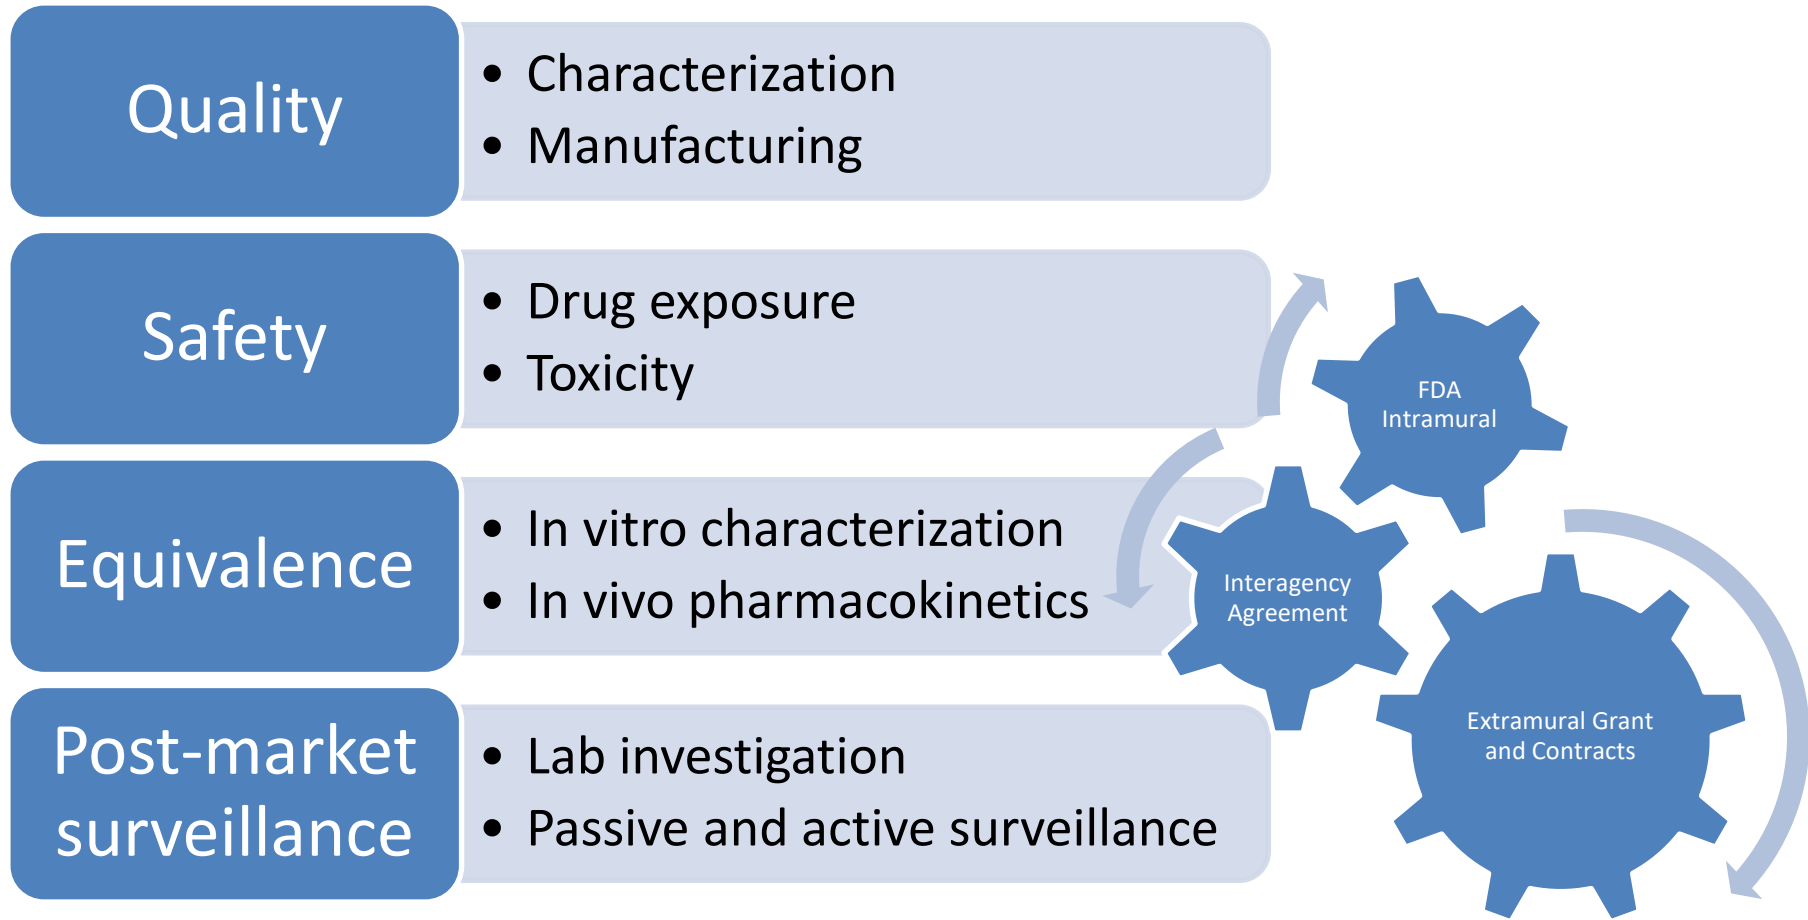 Quality
• Characterization
• Manufacturing
Safety
• Drug exposure
• Toxicity
Equivalence
• In vitro characterization
• In vivo pharmacokinetics
Post-market
surveillance
• Lab investigation
• Passive and active surveillance
FDA
Intramural
Interagency
Agreement
Extramural Grant
and Contracts